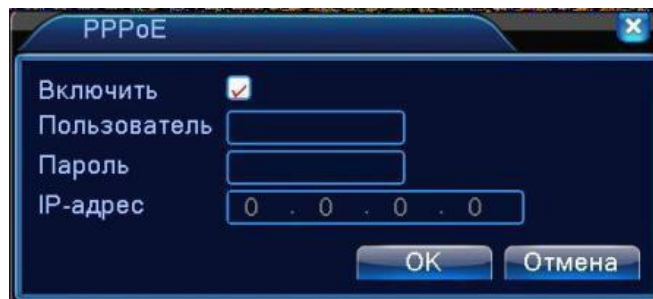 PPPoE
Включить
Пользователь
Пароль
IP-адрес 0 . 0 . 0 . 0
OK Отмена